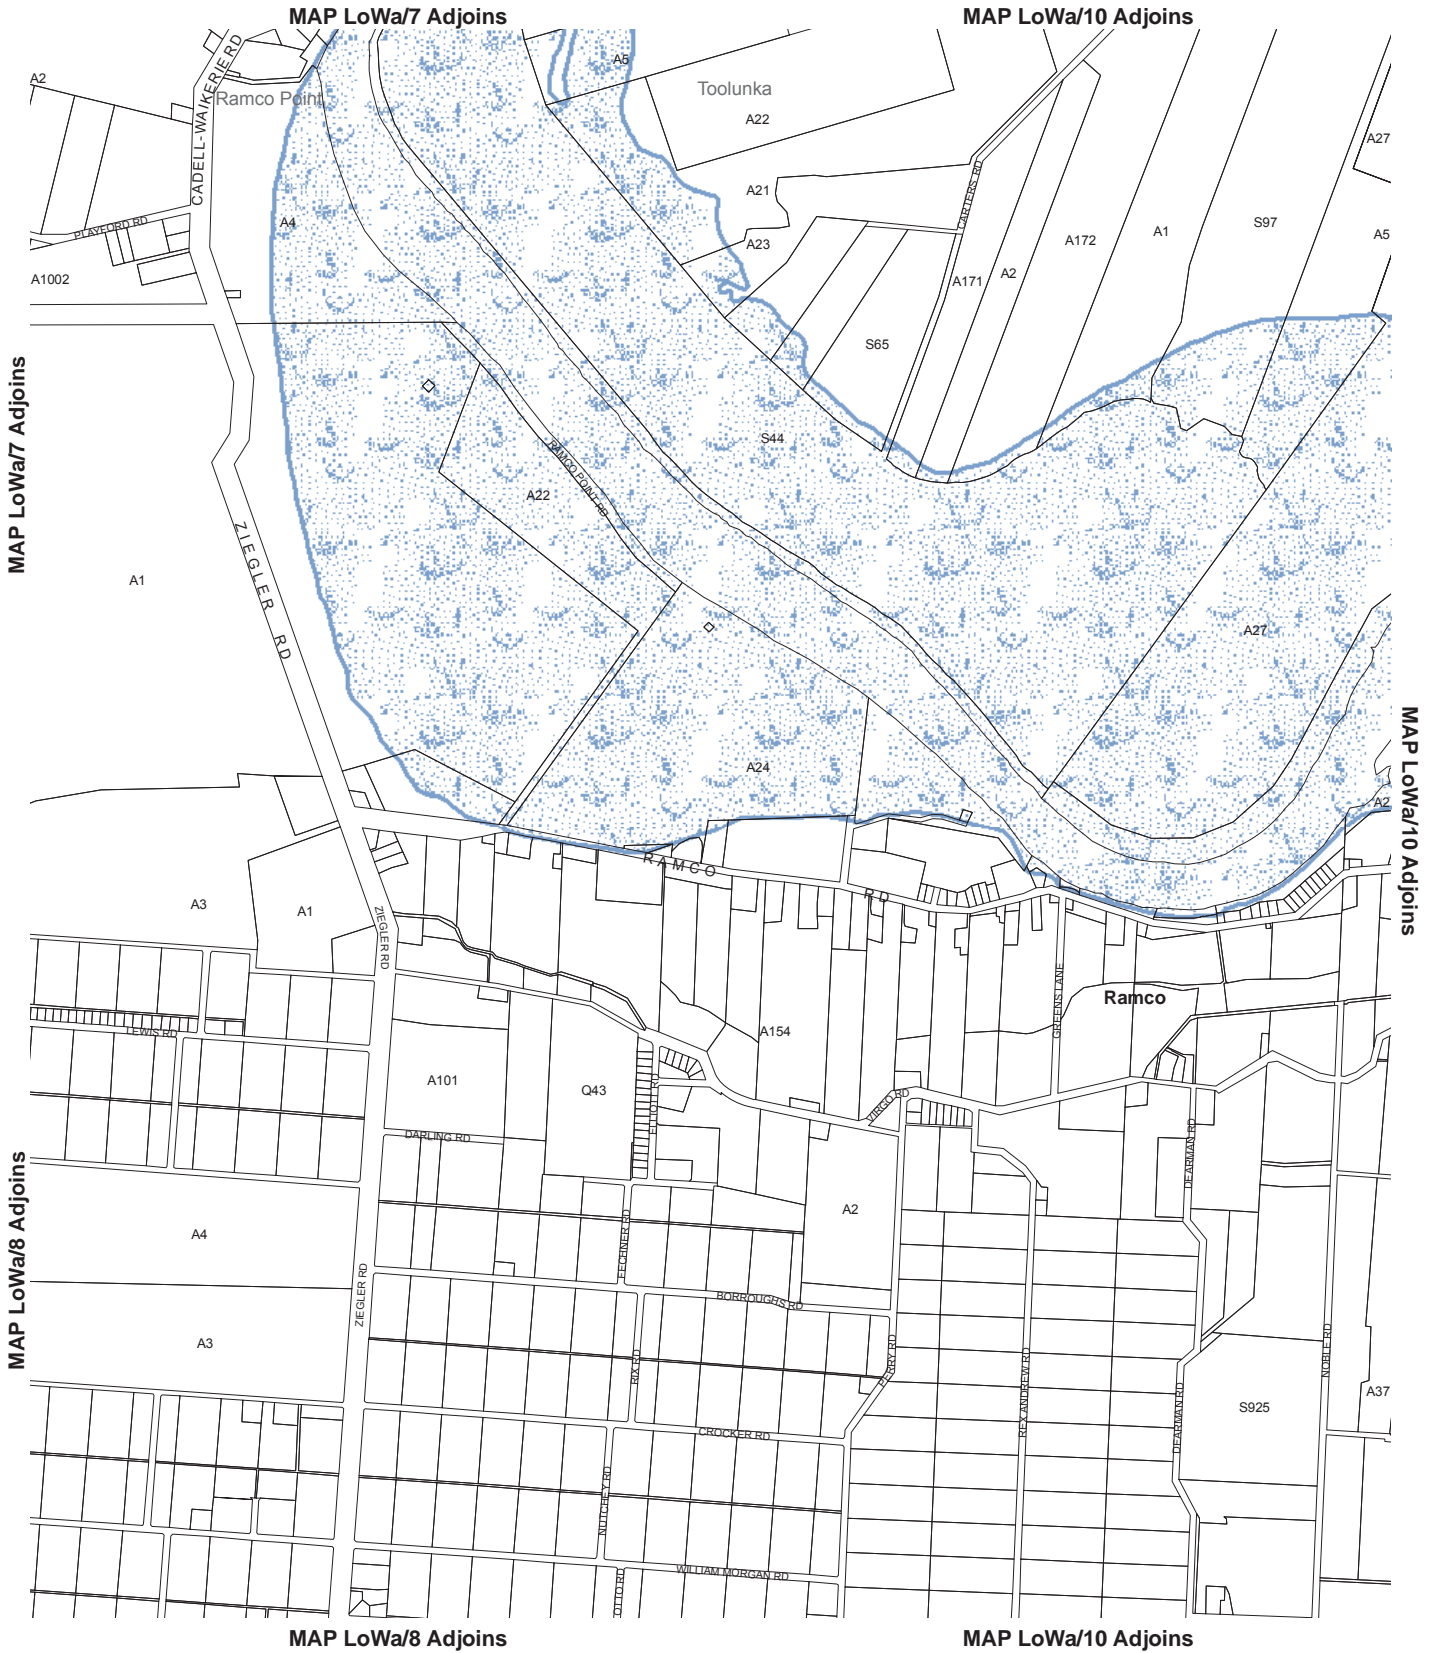 MAP LoWa/7 Adjoins
MAP LoWa/10 Adjoins
CADELL-WAIKERIE RD
A5
A2
Toolunka
Ramco Point
A22
A27
A21
CARTERS RD
A4
PLAYFORD RD
S97
A1
A5
A172
A23
A2
A171
A1002
S65
MAP LoWa/7 Adjoins
S44
RAMCO POINT RD
A22
A1
ZIEGLER RD
A27
A24
A2
MAP LoWa/10 Adjoins
RAMCO
RD
A3
A1
ZIEGLER RD
Ramco
GREENS LANE
LEWIS RD
A154
A101
Q43
ELLIOTT RD
VIRGO RD
DARLING RD
DEARMAN RD
A2
A4
FECHNER RD
MAP LoWa/8 Adjoins
ZIEGLER RD
BORROUGHS RD
A3
RIX RD
PERRY RD
REX ANDREW RD
NOBLE RD
A37
DEARMAN RD
S925
CROCKER RD
NUTCHEY RD
WILLIAM MORGAN RD
OTTO RD
MAP LoWa/8 Adjoins
MAP LoWa/10 Adjoins